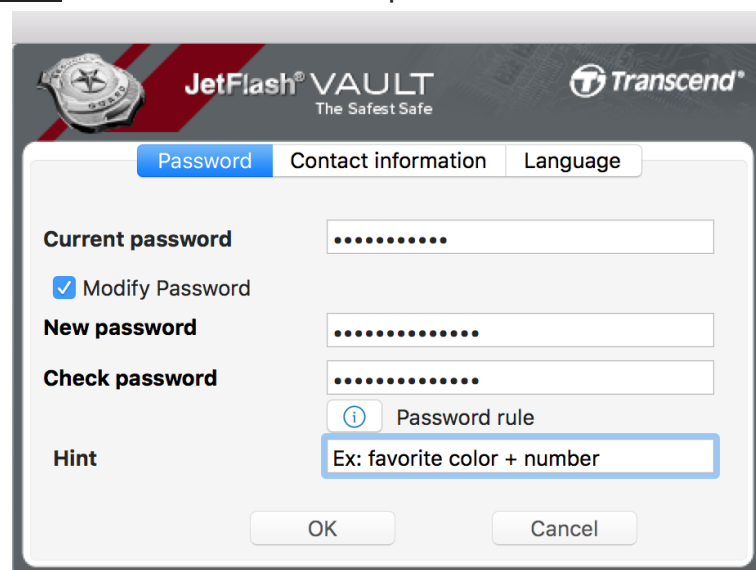 JetFlash® VAULT
The Safest Safe
Transcend®
Password Contact information Language
Current password ●●●●●●●●●●●
Modify Password
New password ●●●●●●●●●●●●●●
Check password ●●●●●●●●●●●●●●
Password rule
Hint Ex: favorite color + number
OK Cancel